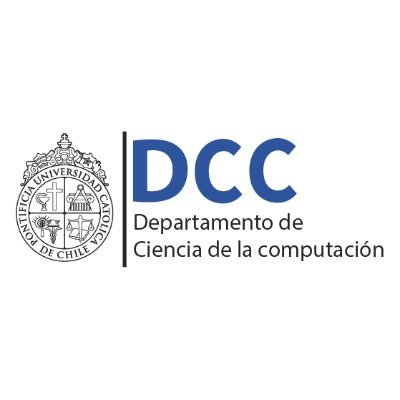 PONTIFICIA UNIVERSIDAD CATOLICA
DE CHILE
DCC
Departamento de
Ciencia de la computación